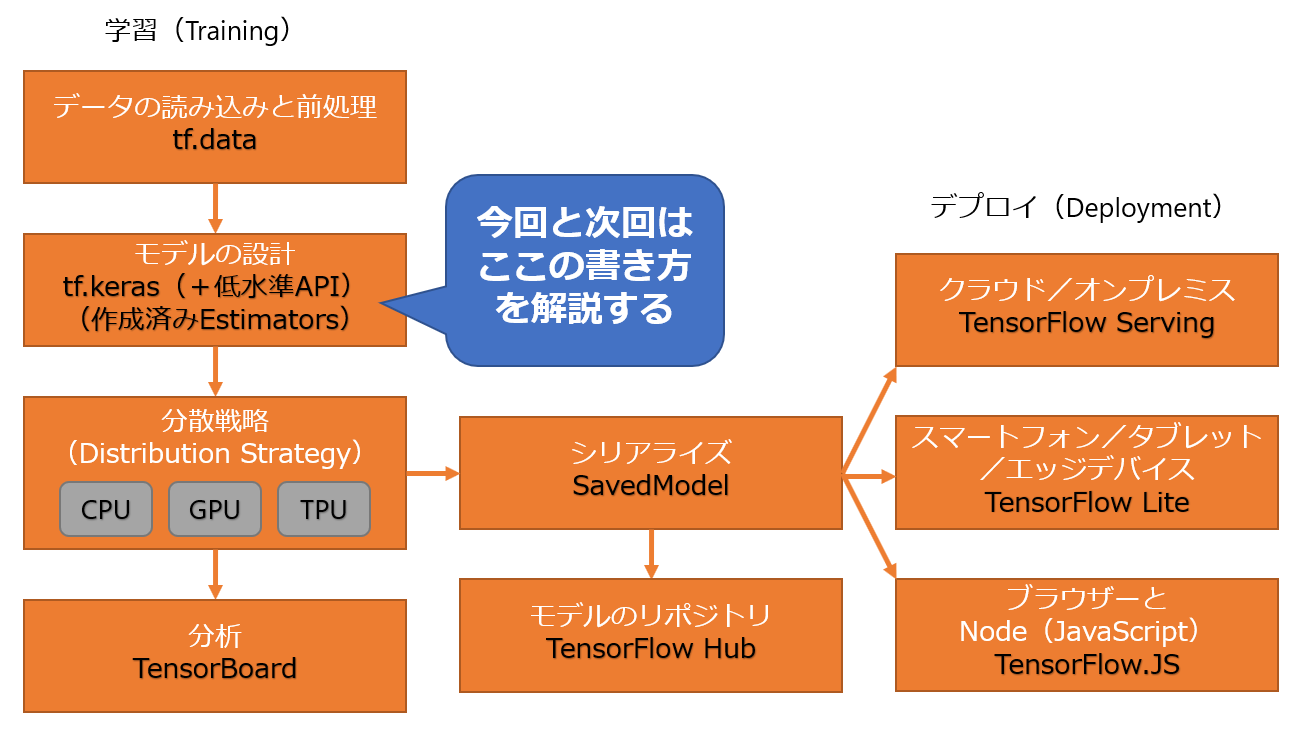 学習（Training）
データの読み込みと前処理
tf.data
モデルの設計
tf.keras（＋低水準API）
（作成済みEstimators）
今回と次回は
ここの書き方
を解説する
分散戦略
（Distribution Strategy）
CPU
GPU
TPU
分析
TensorBoard
シリアライズ
SavedModel
モデルのリポジトリ
TensorFlow Hub
デプロイ（Deployment）
クラウド／オンプレミス
TensorFlow Serving
スマートフォン／タブレット
／エッジデバイス
TensorFlow Lite
ブラウザーと
Node（JavaScript）
TensorFlow.JS